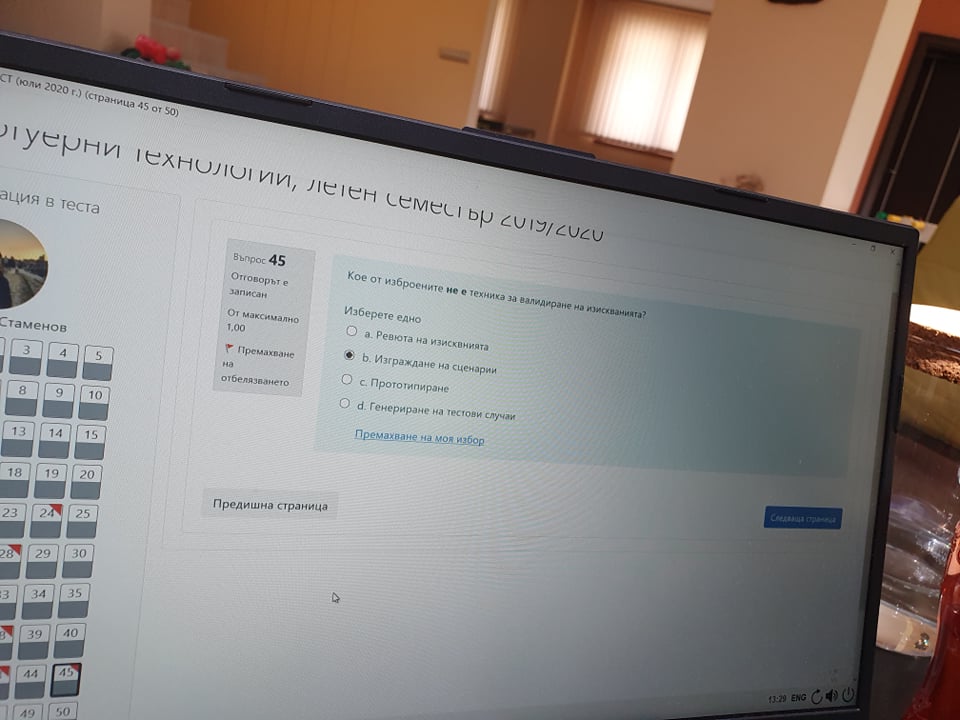 СТ (юли 2020 г.) (страница 45 от 50)
технологии, летен семестър 2019/2020
ация в теста
Стаменов
3 4 5
8 9 10
13 14 15
18 19 20
23 24 25
28 29 30
33 34 35
39 40
44 45
49 50
Въпрос 45
Отговорът е
записан
От максимално
1,00
Премахване
на
отбелязването
Кое от изброените не е техника за валидиране на изискванията?
Изберете едно
a. Ревюта на изисквнията
b. Изграждане на сценарии
c. Прототипиране
d. Генериране на тестови случаи
Премахване на моя избор
Предишна страница
Следваща страница
13:29 ENG